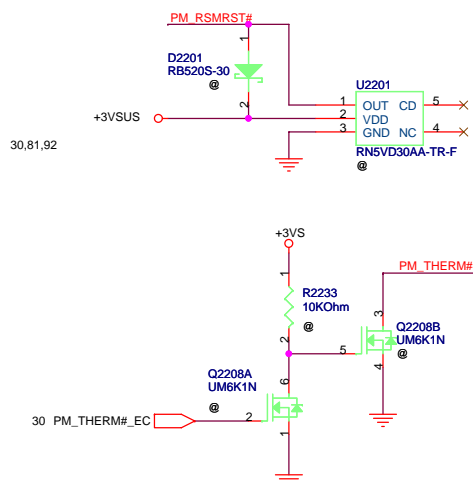 PM_RSMRST#
1
D2201
RB520S-30
@
2
+3VSUS
U2201
1 OUT CD 5
2 VDD
3 GND NC 4
RN5VD30AA-TR-F
@
30,81,92
+3VS
1
R2233
10KOhm
@
2
PM_THERM#
3
Q2208B
UM6K1N
@
5
4
6
Q2208A
UM6K1N
@
30 PM_THERM#_EC
2
1